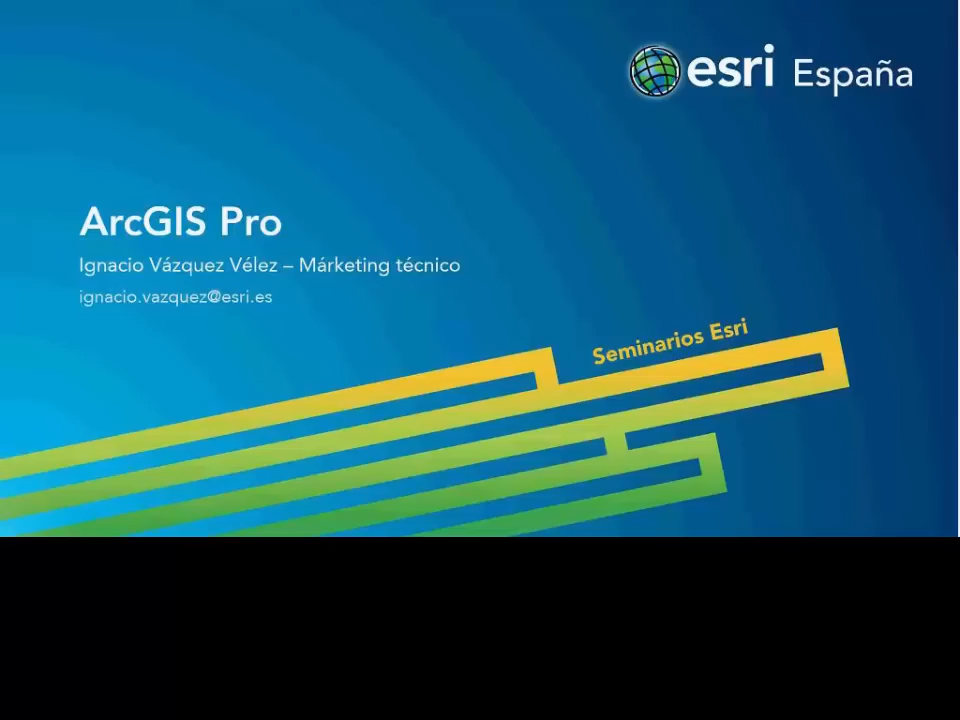 esri España
ArcGIS Pro
Ignacio Vázquez Vélez – Márketing técnico
ignacio.vazquez@esri.es
Seminarios Esri